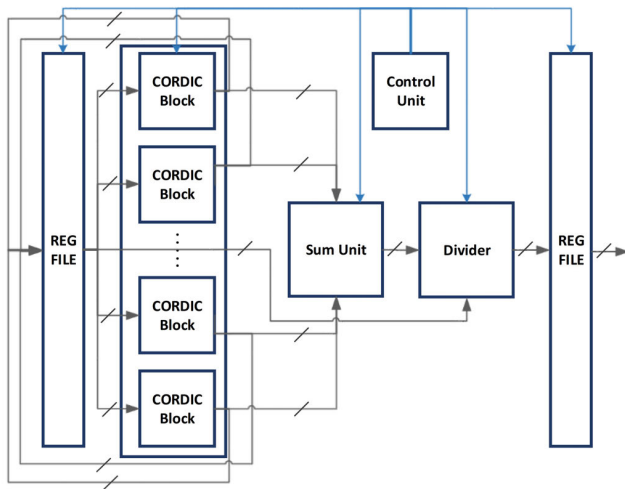 CORDIC
Block
Control
Unit
CORDIC
Block
REG
FILE
Sum Unit
Divider
REG
FILE
CORDIC
Block
CORDIC
Block